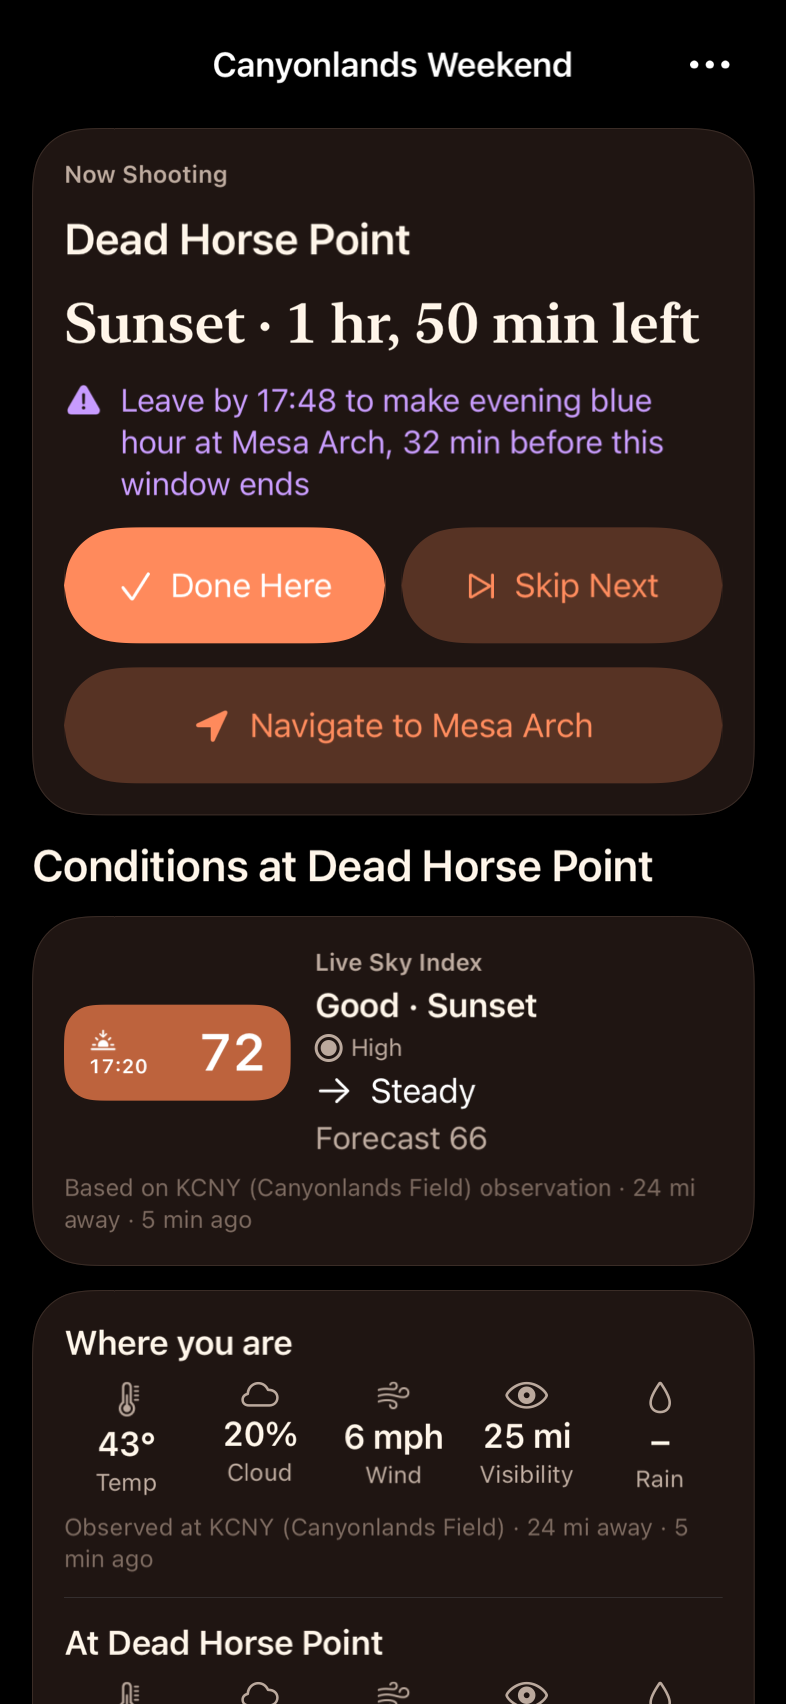 Canyonlands Weekend
Now Shooting
Dead Horse Point
Sunset · 1 hr, 50 min left
Leave by 17:48 to make evening blue
hour at Mesa Arch, 32 min before this
window ends
Done Here
Skip Next
Navigate to Mesa Arch
Conditions at Dead Horse Point
17:20
72
Live Sky Index
Good · Sunset
High
Steady
Forecast 66
Based on KCNY (Canyonlands Field) observation · 24 mi
away · 5 min ago
Where you are
43° 20% 6 mph 25 mi –
Temp Cloud Wind Visibility Rain
Observed at KCNY (Canyonlands Field) · 24 mi away · 5
min ago
At Dead Horse Point